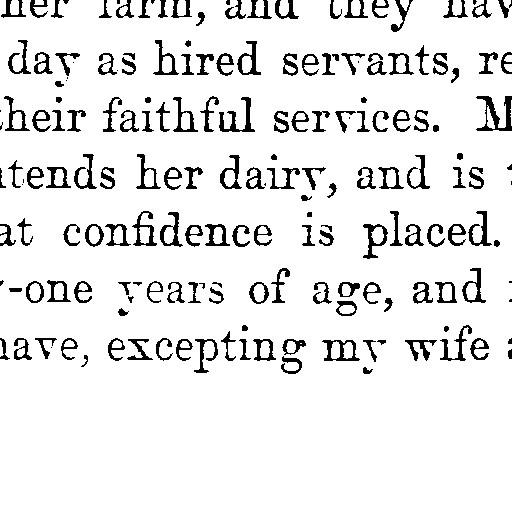 her farm, and they hav
day as hired servants, re
their faithful services. M
tends her dairy, and is
at confidence is placed.
-one years of age, and
have, excepting my wife